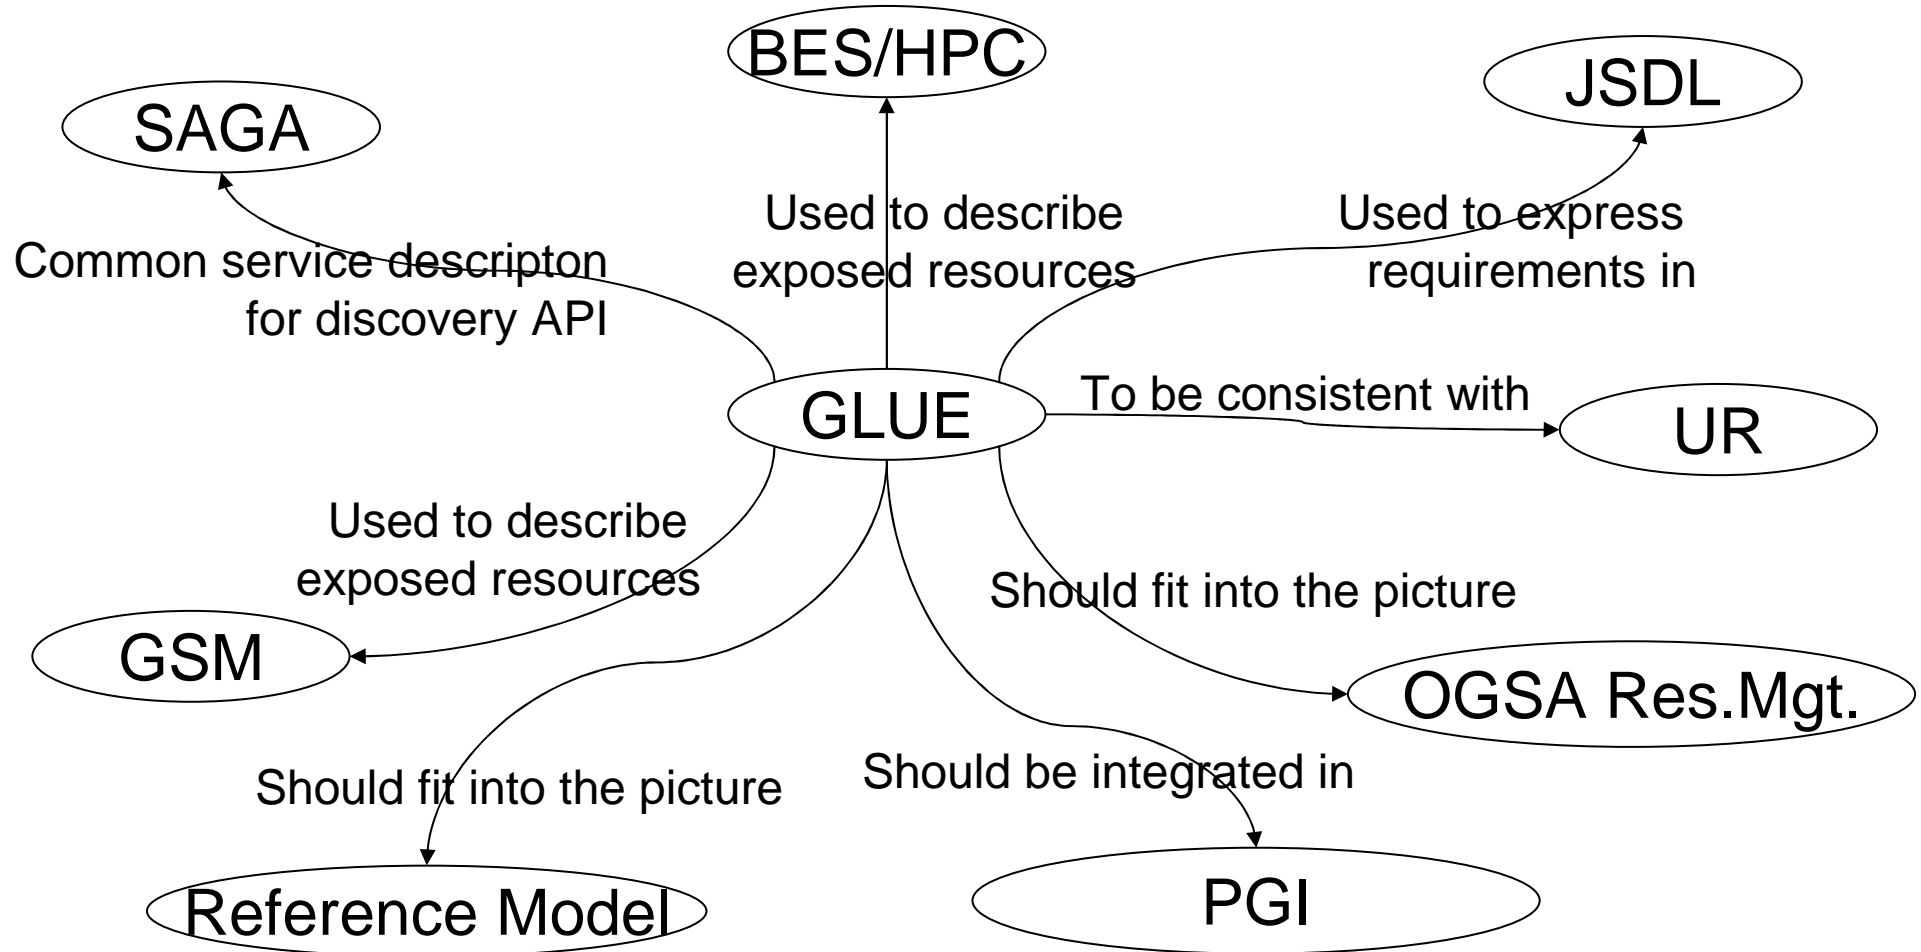 BES/HPC
JSDL
SAGA
Used to describe
exposed resources
Used to express
requirements in
Common service descripton
for discovery API
GLUE
To be consistent with
UR
Used to describe
exposed resources
Should fit into the picture
GSM
OGSA Res.Mgt.
Should fit into the picture
Should be integrated in
Reference Model
PGI